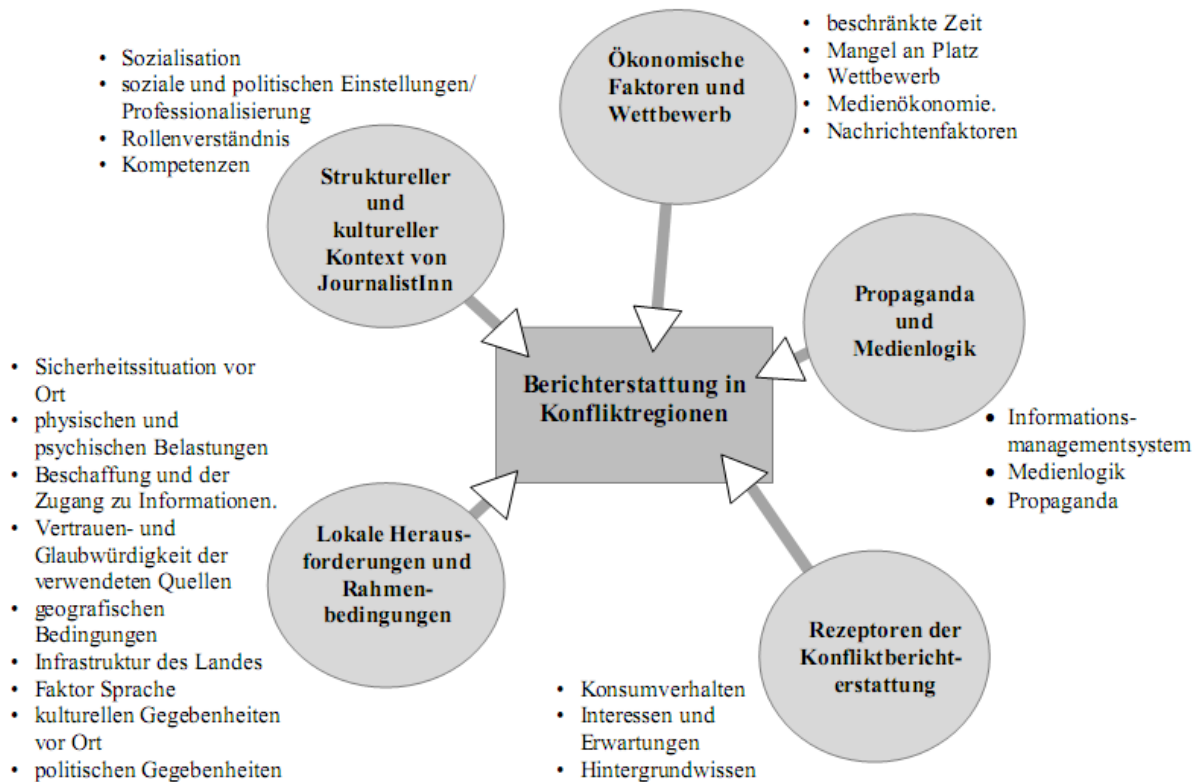 • Sozialisation
• soziale und politischen Einstellungen/
Professionalisierung
• Rollenverständnis
• Kompetenzen
Struktureller
und
kultureller
Kontext von
JournalistInn
Ökonomische
Faktoren und
Wettbewerb
• beschränkte Zeit
• Mangel an Platz
• Wettbewerb
• Medienökonomie.
• Nachrichtenfaktoren
Propaganda
und
Medienlogik
• Informations-
managementsystem
• Medienlogik
• Propaganda
Berichterstattung in
Konfliktregionen
• Sicherheitssituation vor
Ort
• physischen und
psychischen Belastungen
• Beschaffung und der
Zugang zu Informationen.
• Vertrauen- und
Glaubwürdigkeit der
verwendeten Quellen
• geografischen
Bedingungen
• Infrastruktur des Landes
• Faktor Sprache
• kulturellen Gegebenheiten
vor Ort
• politischen Gegebenheiten
Lokale Heraus-
forderungen und
Rahmen-
bedingungen
Rezeptoren der
Konfliktbericht-
erstattung
• Konsumverhalten
• Interessen und
Erwartungen
• Hintergrundwissen